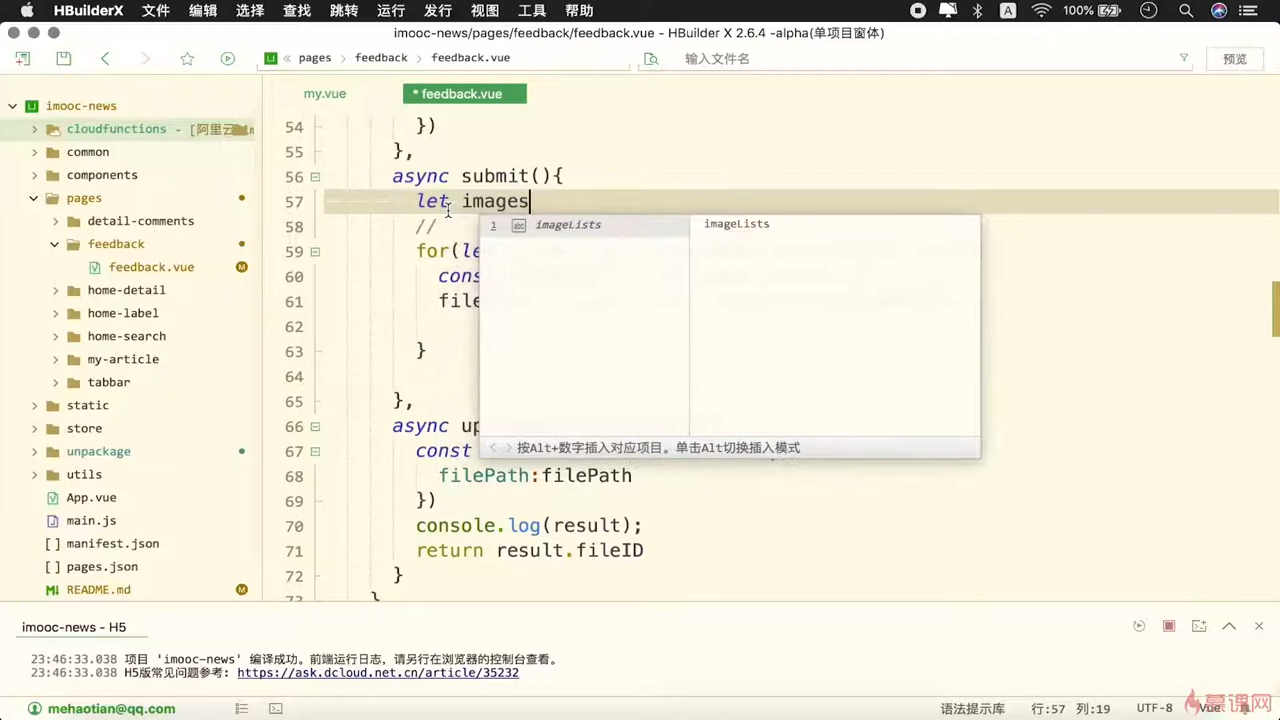 HBuilderX 文件 编辑 选择 查找 跳转 运行 发行 视图 工具 帮助 100%
imooc-news/pages/feedback/feedback.vue - HBuilder X 2.6.4 -alpha(单项目窗体)
pages feedback feedback.vue 输入文件名 预览
imooc-news
cloudfunctions - [阿里云
common
components
pages
detail-comments
feedback
feedback.vue
home-detail
home-label
home-search
my-article
tabbar
static
store
unpackage
utils
App.vue
main.js
manifest.json
pages.json
README.md
my.vue * feedback.vue
54 })
55 },
56 async submit(){
57 let images
58 //
59 for(le
60 cons
61 file
62
63 }
64
65 },
66 async up
67 const
68 filePath:filePath
69 })
70 console.log(result);
71 return result.fileID
72 }
73 }
1 abc imageLists imageLists
按Alt+数字插入对应项目。单击Alt切换插入模式
imooc-news - H5
23:46:33.038 项目 'imooc-news' 编译成功。前端运行日志，请另行在浏览器的控制台查看。
23:46:33.038 H5版常见问题参考: https://ask.dcloud.net.cn/article/35232
mehaotian@qq.com 语法提示库 行:57 列:19 UTF-8 Vue
慕课网